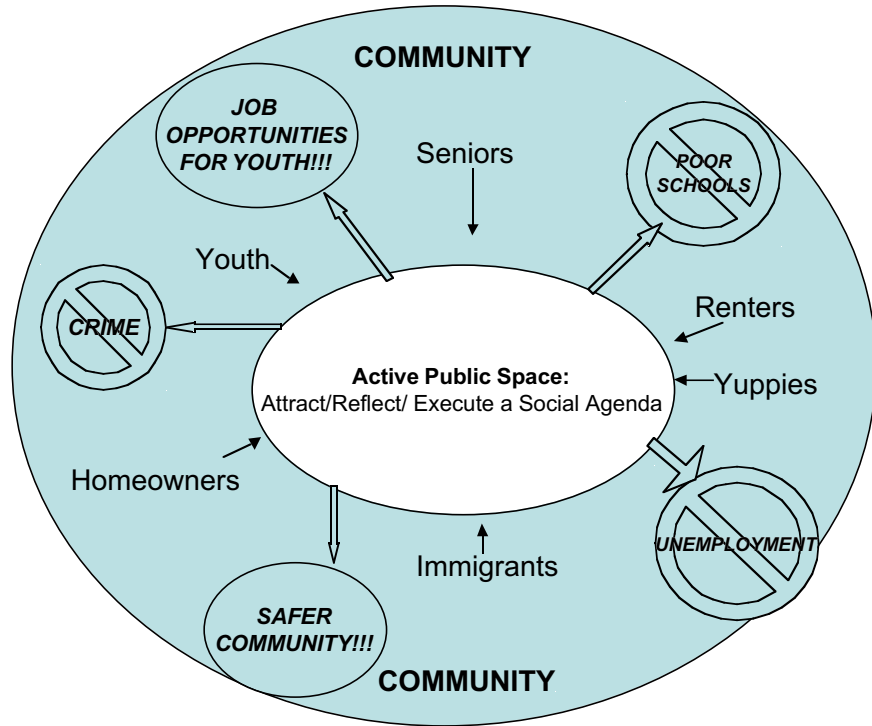 COMMUNITY
JOB
OPPORTUNITIES
FOR YOUTH!!!
Seniors
POOR
SCHOOLS
Youth
CRIME
Renters
Active Public Space:
Attract/Reflect/ Execute a Social Agenda
Yuppies
Homeowners
UNEMPLOYMENT
Immigrants
SAFER
COMMUNITY!!!
COMMUNITY